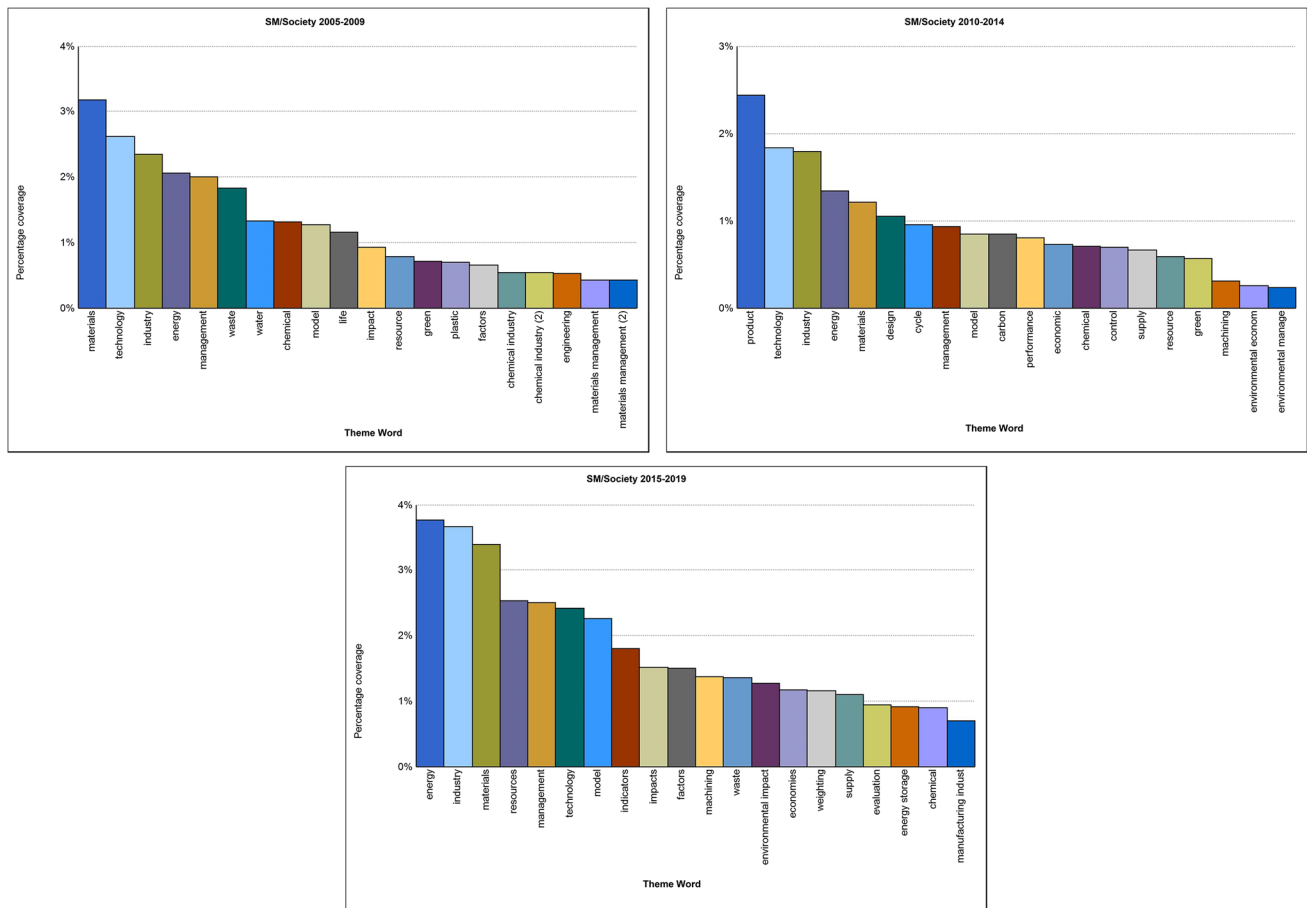 SM/Society 2005-2009
4%
3%
2%
1%
0%
Percentage coverage
materials
technology
industry
energy
management
waste
water
chemical
model
life
impact
resource
green
plastic
factors
chemical industry
chemical industry (2)
engineering
materials management
materials management (2)
Theme Word
SM/Society 2010-2014
3%
2%
1%
0%
Percentage coverage
product
technology
industry
energy
materials
design
cycle
management
model
carbon
performance
economic
chemical
control
supply
resource
green
machining
environmental econom
environmental manage
Theme Word
SM/Society 2015-2019
4%
3%
2%
1%
0%
Percentage coverage
energy
industry
materials
resources
management
technology
model
indicators
impacts
factors
machining
waste
environmental impact
economies
weighting
supply
evaluation
energy storage
chemical
manufacturing indust
Theme Word